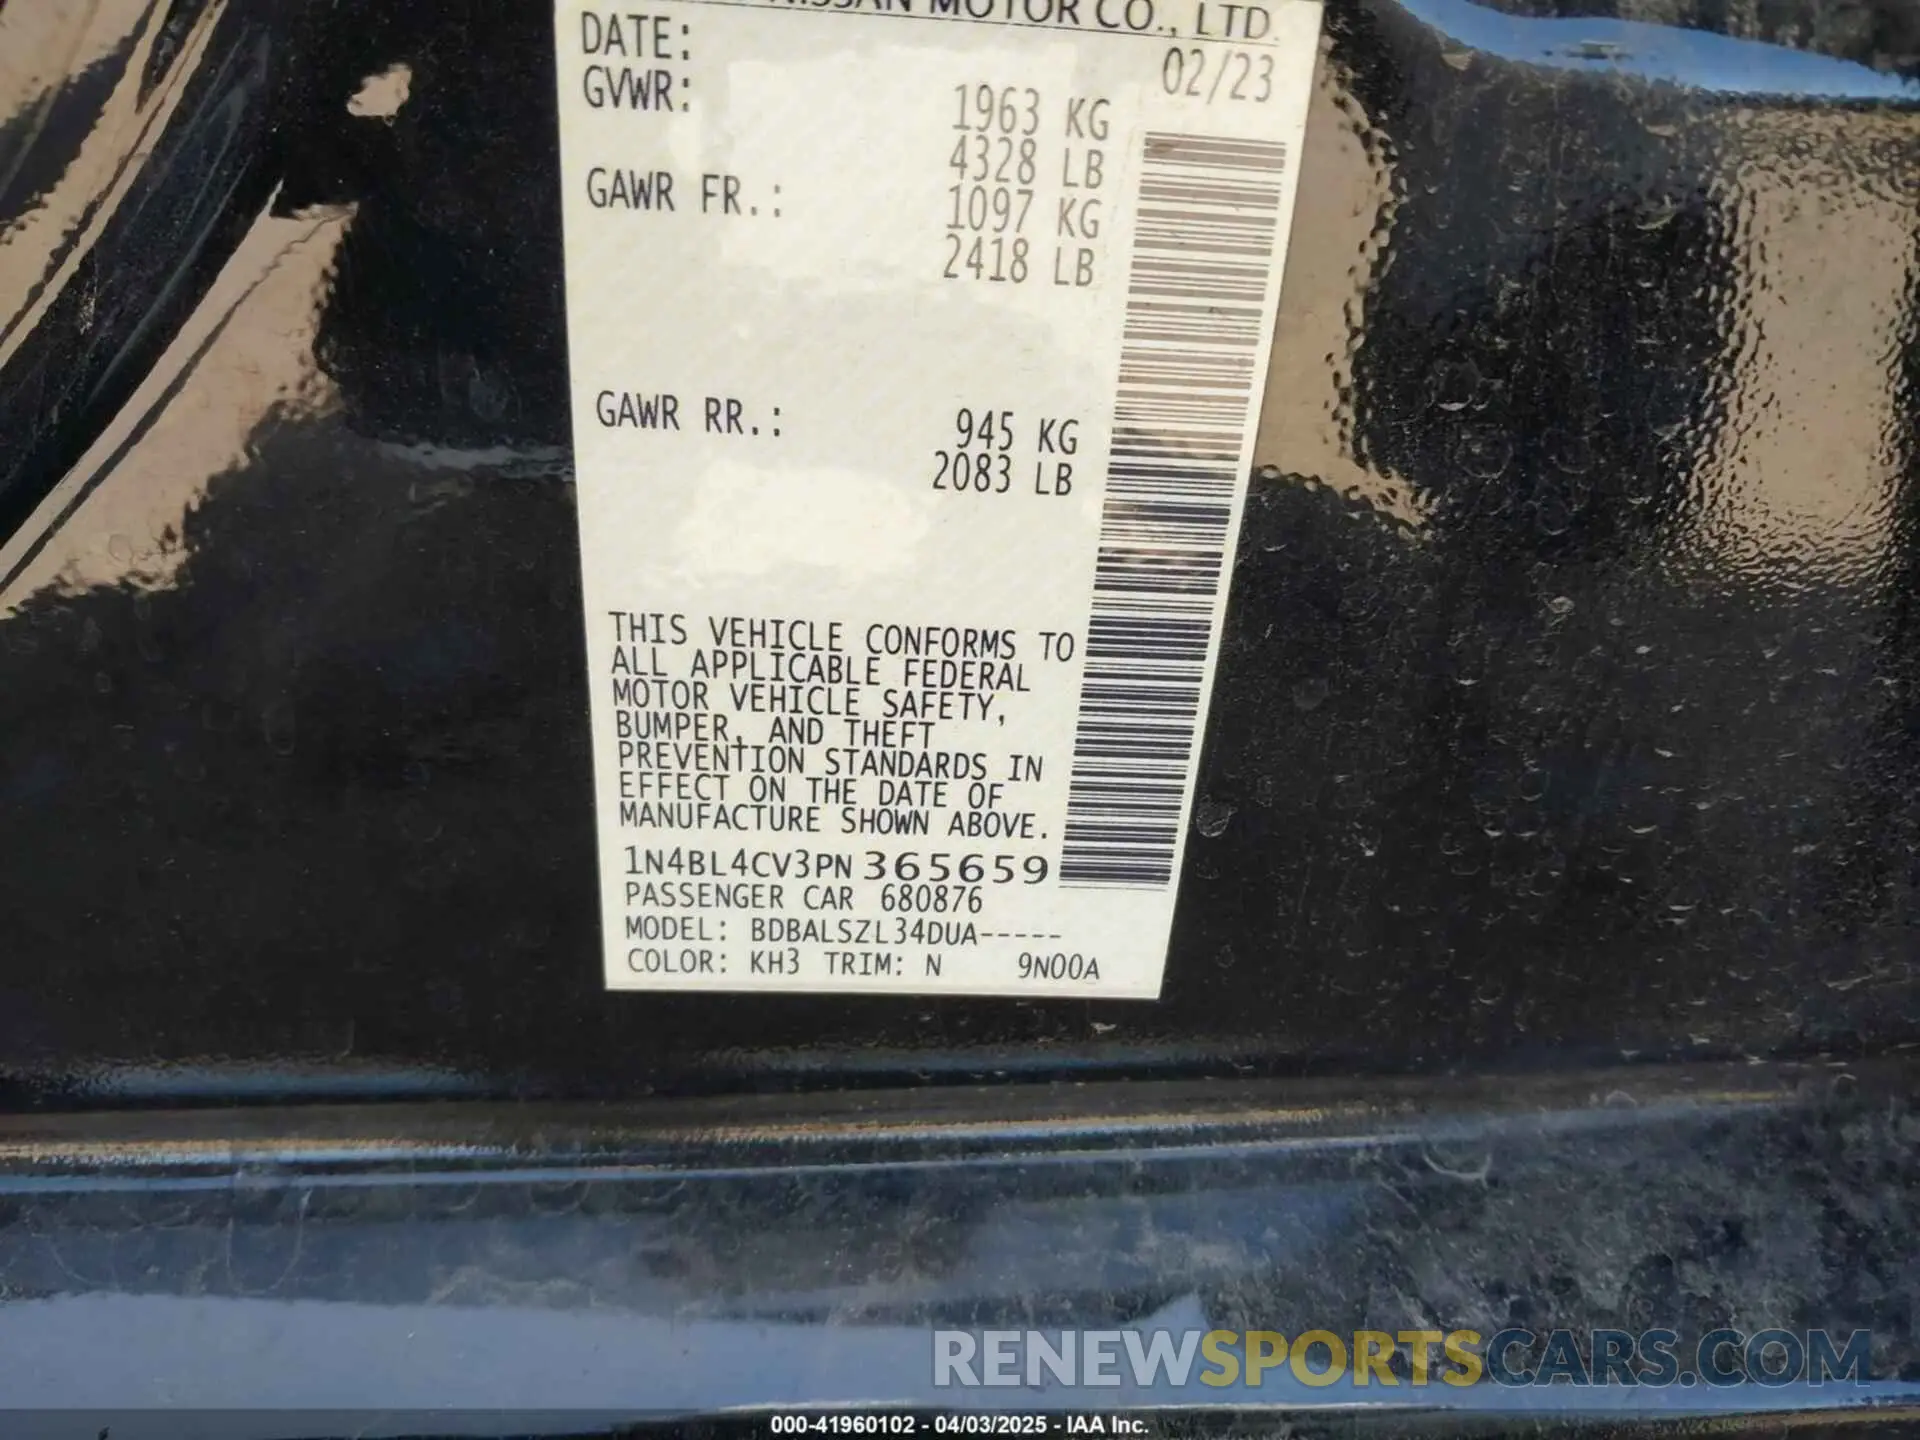 NISSAN MOTOR CO., LTD.
DATE: 02/23
GVWR: 1963 KG
4328 LB
GAWR FR.: 1097 KG
2418 LB
GAWR RR.: 945 KG
2083 LB
THIS VEHICLE CONFORMS TO
ALL APPLICABLE FEDERAL
MOTOR VEHICLE SAFETY,
BUMPER, AND THEFT
PREVENTION STANDARDS IN
EFFECT ON THE DATE OF
MANUFACTURE SHOWN ABOVE.
1N4BL4CV3PN365659
PASSENGER CAR 680876
MODEL: BDBALSZL34DUA-----
COLOR: KH3 TRIM: N 9N00A
RENEWSPORTSCARS.COM
000-41960102 - 04/03/2025 - IAA Inc.